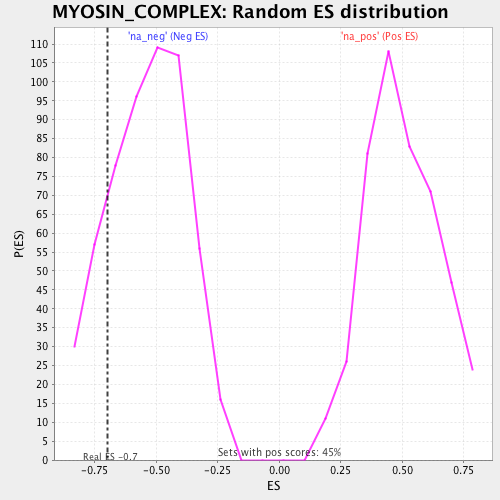 MYOSIN_COMPLEX: Random ES distribution
'na_neg' (Neg ES)
'na_pos' (Pos ES)
110
105
100
95
90
85
80
75
70
65
60
55
50
45
40
35
30
25
20
15
10
5
0
P(ES)
Real ES -0.7
Sets with pos scores: 45%
-0.75 -0.50 -0.25 0.00 0.25 0.50 0.75
ES